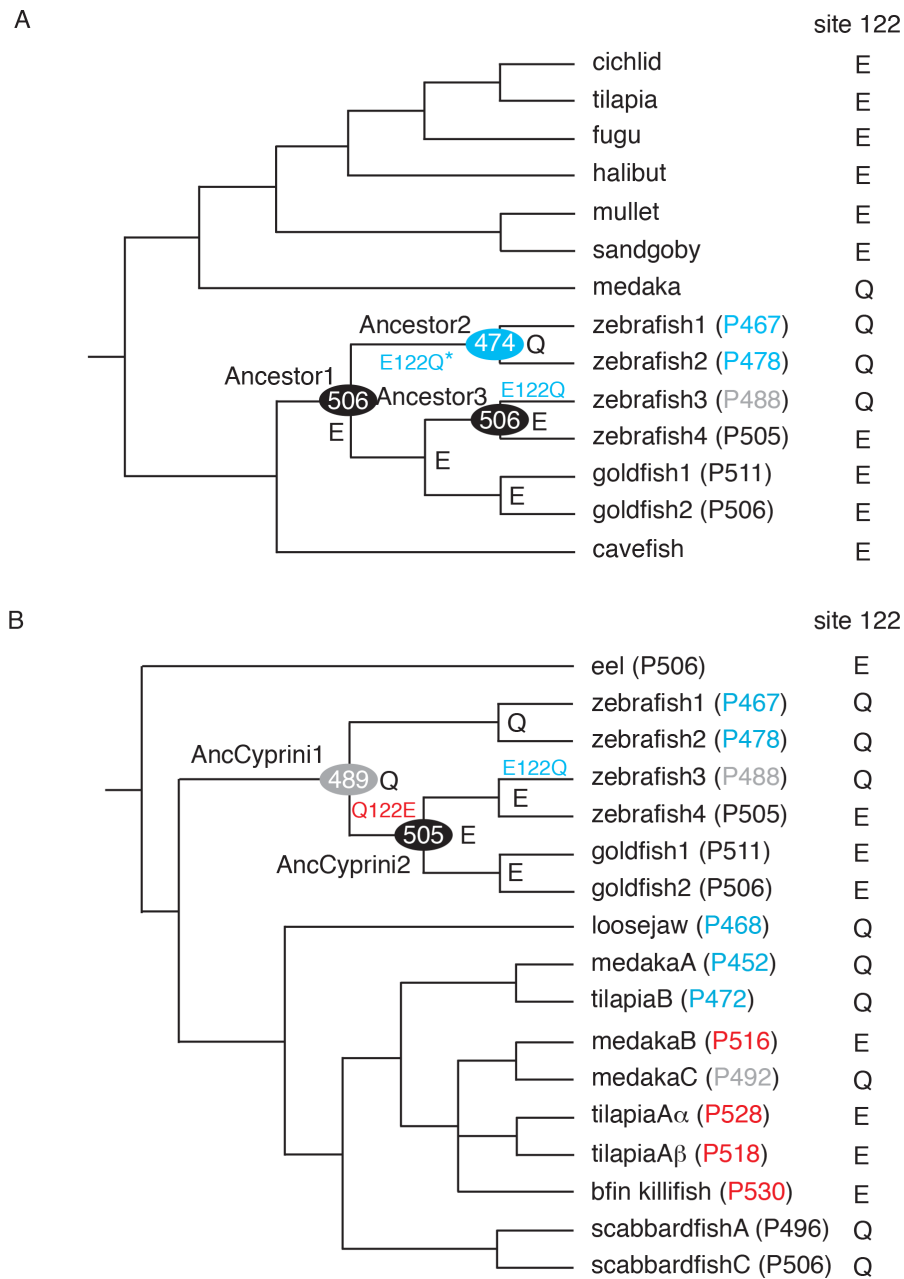 A
site 122
cichlid E
tilapia E
fugu E
halibut E
mullet E
sandgoby E
medaka Q
Ancestor2
zebrafish1 (P467) Q
474 Q
E122Q*
zebrafish2 (P478) Q
Ancestor1
E122Q
506
Ancestor3
zebrafish3 (P488) Q
506 E
E
zebrafish4 (P505) E
E
goldfish1 (P511) E
E
goldfish2 (P506) E
cavefish E
B
site 122
eel (P506) E
zebrafish1 (P467) Q
Q
zebrafish2 (P478) Q
AncCyprini1
E122Q
489 Q
zebrafish3 (P488) Q
E
Q122E
zebrafish4 (P505) E
505 E
AncCyprini2
goldfish1 (P511) E
E
goldfish2 (P506) E
loosejaw (P468) Q
medakaA (P452) Q
tilapiaB (P472) Q
medakaB (P516) E
medakaC (P492) Q
tilapiaAα (P528) E
tilapiaAβ (P518) E
bfin killifish (P530) E
scabbardfishA (P496) Q
scabbardfishC (P506) Q